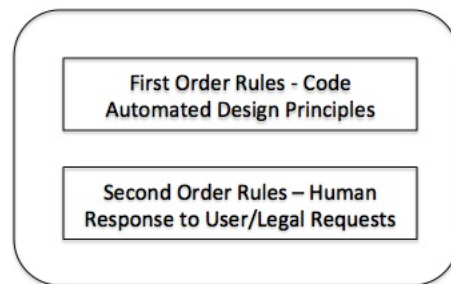 First Order Rules - Code
Automated Design Principles
Second Order Rules – Human
Response to User/Legal Requests